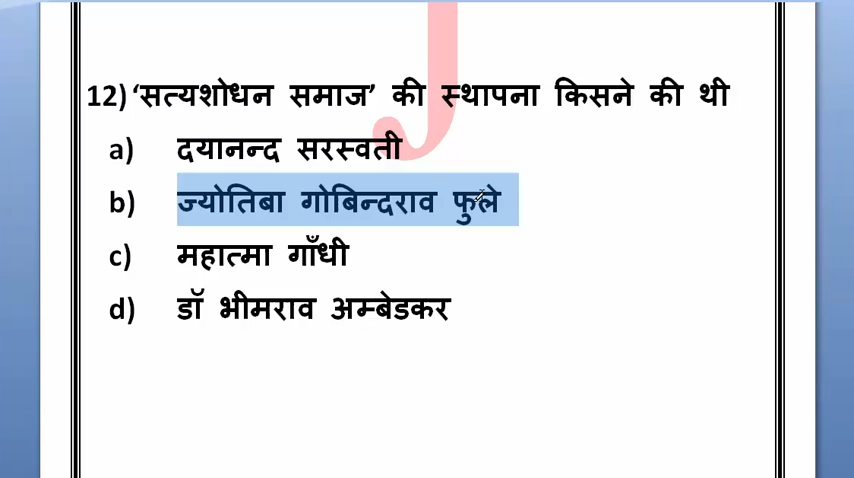 12) ‘सत्यशोधन समाज’ की स्थापना किसने की थी
a) दयानन्द सरस्वती
b) ज्योतिबा गोबिन्दराव फुले
c) महात्मा गाँधी
d) डॉ भीमराव अम्बेडकर